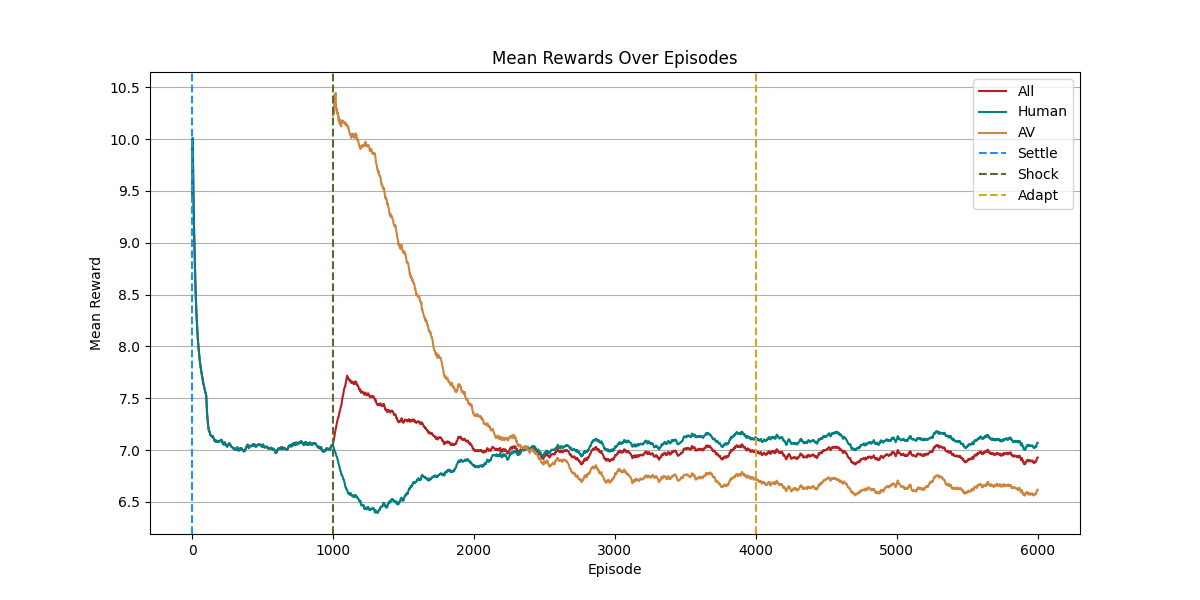 Mean Rewards Over Episodes
Mean Reward
10.5
10.0
9.5
9.0
8.5
8.0
7.5
7.0
6.5
All
Human
AV
Settle
Shock
Adapt
0 1000 2000 3000 4000 5000 6000
Episode